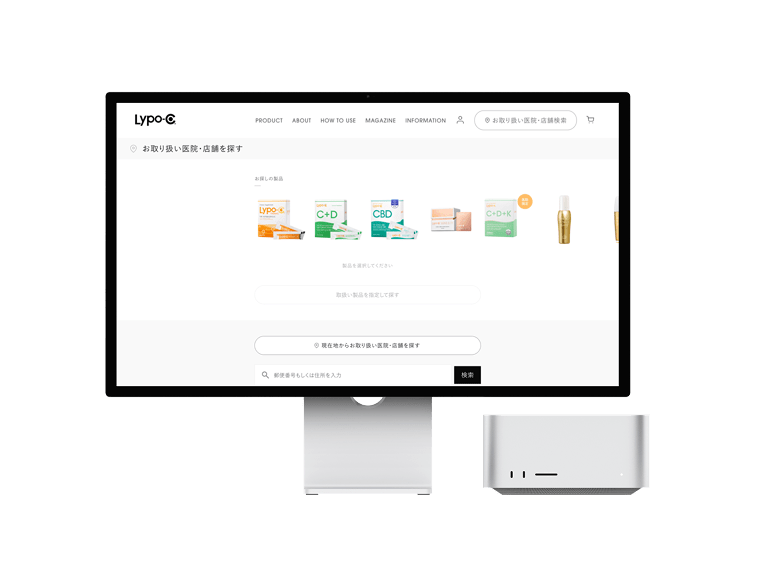 Lypo-C
PRODUCT ABOUT HOW TO USE MAGAZINE INFORMATION お取り扱い医院・店舗検索
お取り扱い医院・店舗を探す
お探しの製品
Lypo-C
C+D
CBD
C+D+K
製品を選択してください
取扱い製品を指定して探す
現在地からお取り扱い医院・店舗を探す
郵便番号もしくは住所を入力 検索